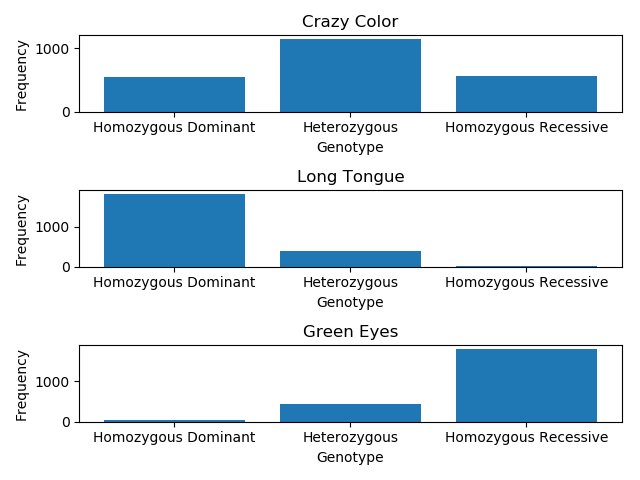 Crazy Color
Frequency
1000
0
Homozygous Dominant Heterozygous Homozygous Recessive
Genotype
Long Tongue
Frequency
1000
0
Homozygous Dominant Heterozygous Homozygous Recessive
Genotype
Green Eyes
Frequency
1000
0
Homozygous Dominant Heterozygous Homozygous Recessive
Genotype